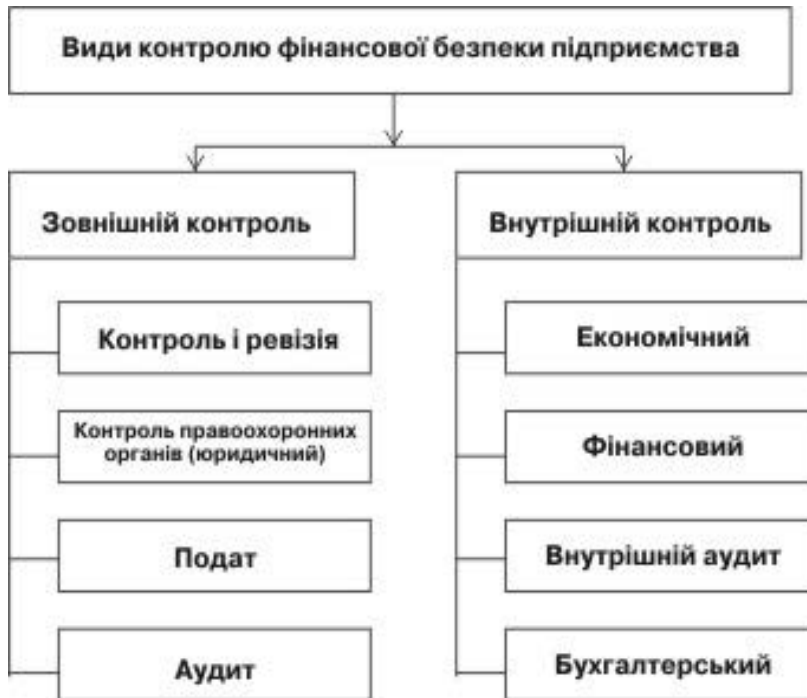 Види контролю фінансової безпеки підприємства
Зовнішній контроль
Контроль і ревізія
Контроль правоохоронних
органів (юридичний)
Подат
Аудит
Внутрішній контроль
Економічний
Фінансовий
Внутрішній аудит
Бухгалтерський